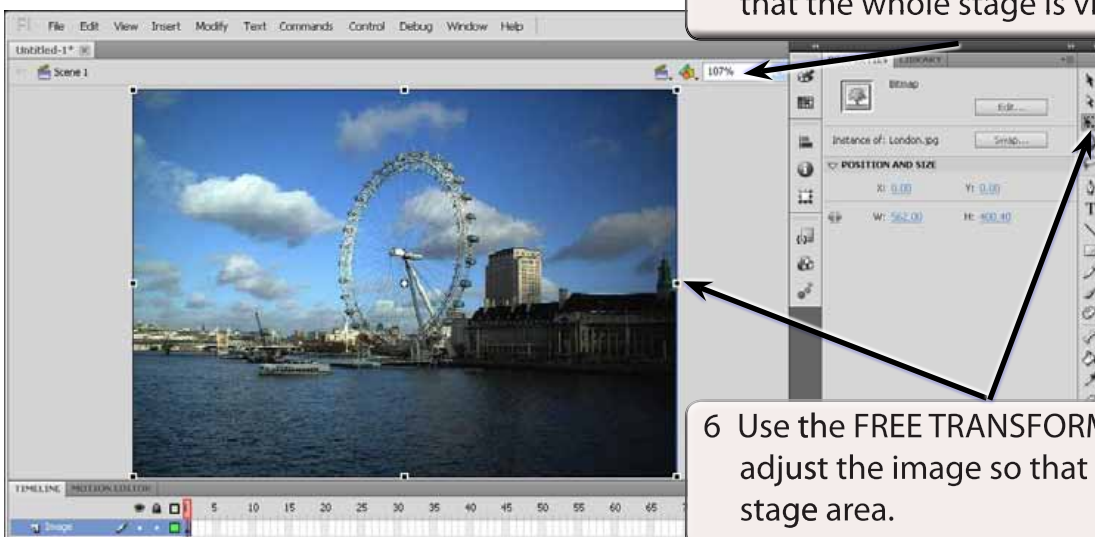 that the whole stage is vi
Fl File Edit View Insert Modify Text Commands Control Debug Window Help
Untitled-1*
Scene 1
107%
PROPERTIES LIBRARY
Bitmap
Edit...
Instance of: London.jpg Swap...
POSITION AND SIZE
X: 0.00 Y: 0.00
W: 562.00 H: 400.40
T
6 Use the FREE TRANSFORM
adjust the image so that
stage area.
TIMELINE MOTION EDITOR
5 10 15 20 25 30 35 40 45 50 55 60 65
Image